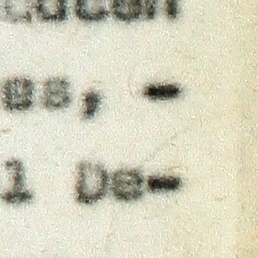 es, -
1 De-